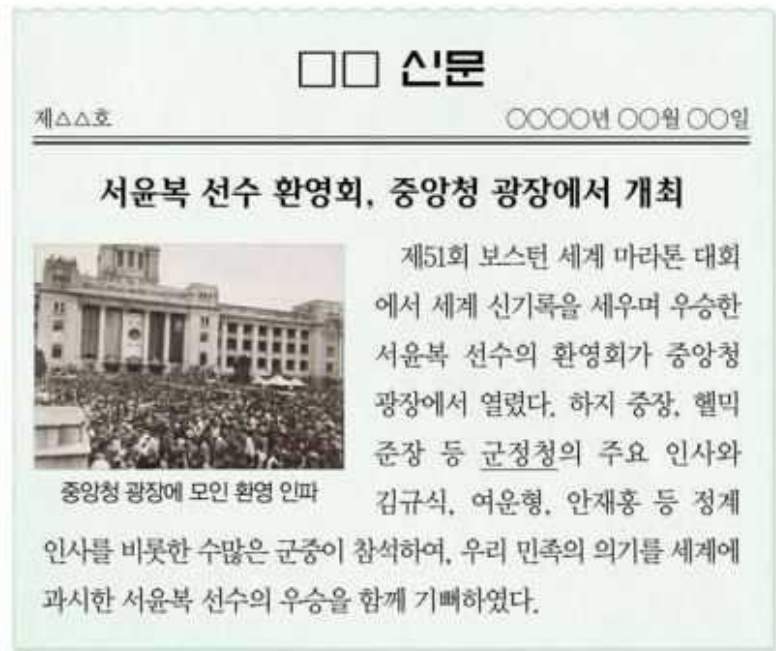 □□ 신문
제△△호
○○○○년 ○○월 ○○일
서윤복 선수 환영회, 중앙청 광장에서 개최
제51회 보스턴 세계 마라톤 대회
에서 세계 신기록을 세우며 우승한
서윤복 선수의 환영회가 중앙청
광장에서 열렸다. 하지 중장, 헬믹
준장 등 군정청의 주요 인사와
김규식, 여운형, 안재홍 등 정계
인사를 비롯한 수많은 군중이 참석하여, 우리 민족의 의기를 세계에
과시한 서윤복 선수의 우승을 함께 기뻐하였다.
중앙청 광장에 모인 환영 인파